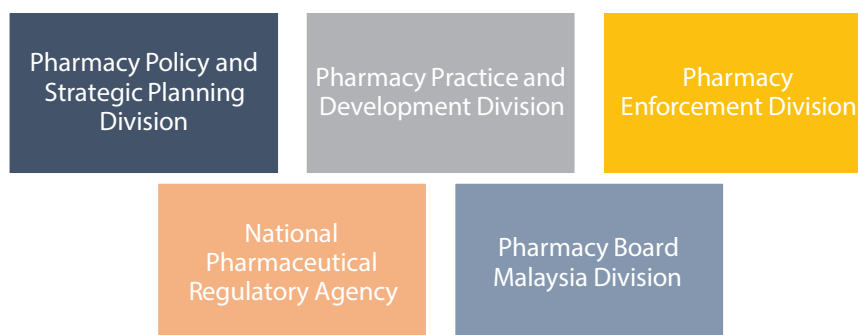 Pharmacy Policy and
Strategic Planning
Division
Pharmacy Practice and
Development Division
Pharmacy
Enforcement Division
National
Pharmaceutical
Regulatory Agency
Pharmacy Board
Malaysia Division